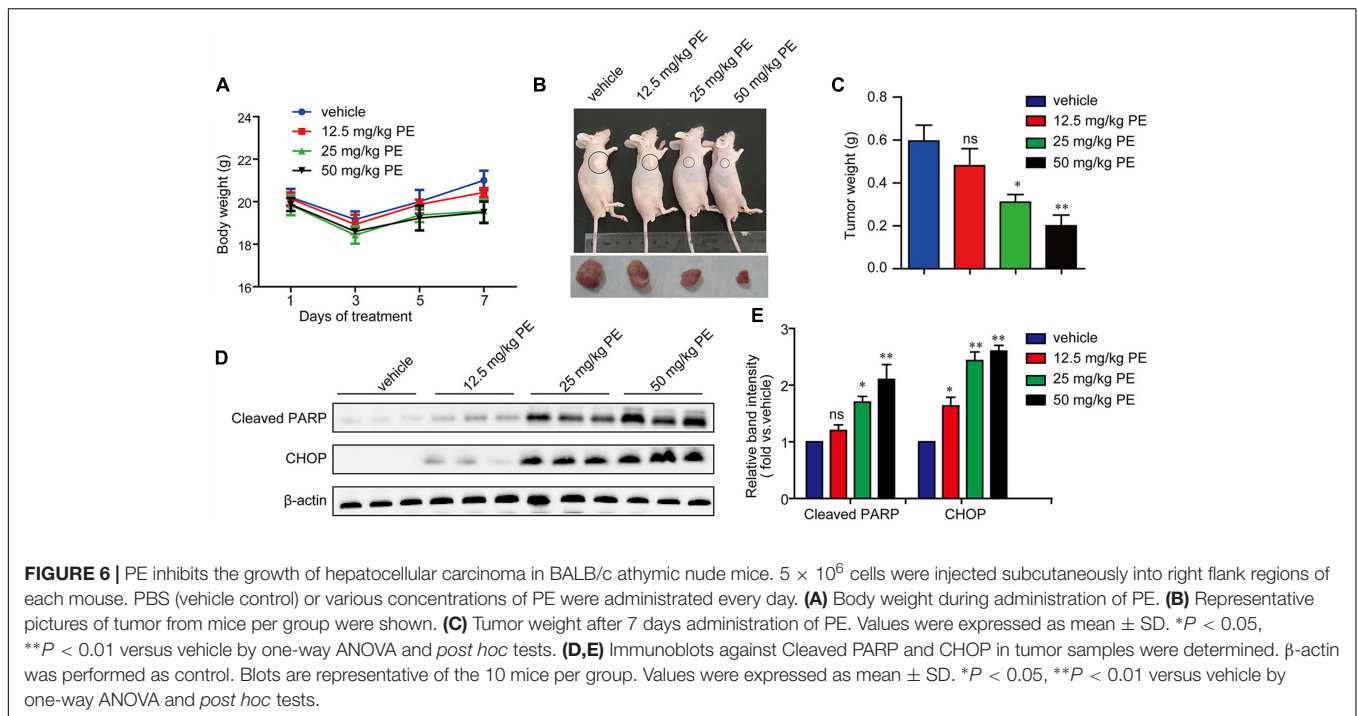 A
vehicle
12.5 mg/kg PE
25 mg/kg PE
50 mg/kg PE
Body weight (g)
24
22
20
18
16
1 3 5 7
Days of treatment
B
vehicle
12.5 mg/kg PE
25 mg/kg PE
50 mg/kg PE
C
vehicle
12.5 mg/kg PE
25 mg/kg PE
50 mg/kg PE
Tumor weight (g)
0.8
0.6
0.4
0.2
0.0
ns
*
**
D
vehicle
12.5 mg/kg PE
25 mg/kg PE
50 mg/kg PE
Cleaved PARP
CHOP
β-actin
E
vehicle
12.5 mg/kg PE
25 mg/kg PE
50 mg/kg PE
Relative band intensity
( fold vs.vehicle)
3
2
1
0
ns
*
**
*
**
**
Cleaved PARP CHOP
FIGURE 6 | PE inhibits the growth of hepatocellular carcinoma in BALB/c athymic nude mice. 5 × 10⁶ cells were injected subcutaneously into right flank regions of
each mouse. PBS (vehicle control) or various concentrations of PE were administrated every day. (A) Body weight during administration of PE. (B) Representative
pictures of tumor from mice per group were shown. (C) Tumor weight after 7 days administration of PE. Values were expressed as mean ± SD. *P < 0.05,
**P < 0.01 versus vehicle by one-way ANOVA and post hoc tests. (D,E) Immunoblots against Cleaved PARP and CHOP in tumor samples were determined. β-actin
was performed as control. Blots are representative of the 10 mice per group. Values were expressed as mean ± SD. *P < 0.05, **P < 0.01 versus vehicle by
one-way ANOVA and post hoc tests.